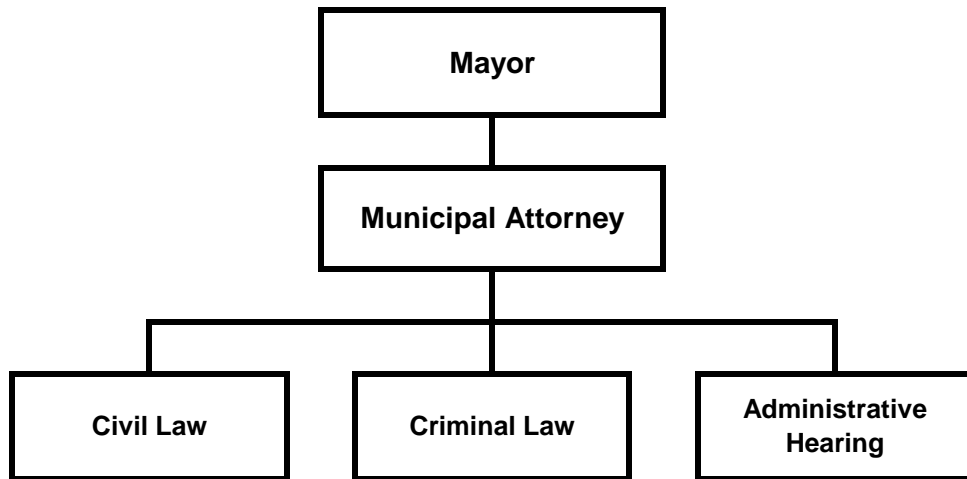 Mayor
Municipal Attorney
Civil Law
Criminal Law
Administrative
Hearing